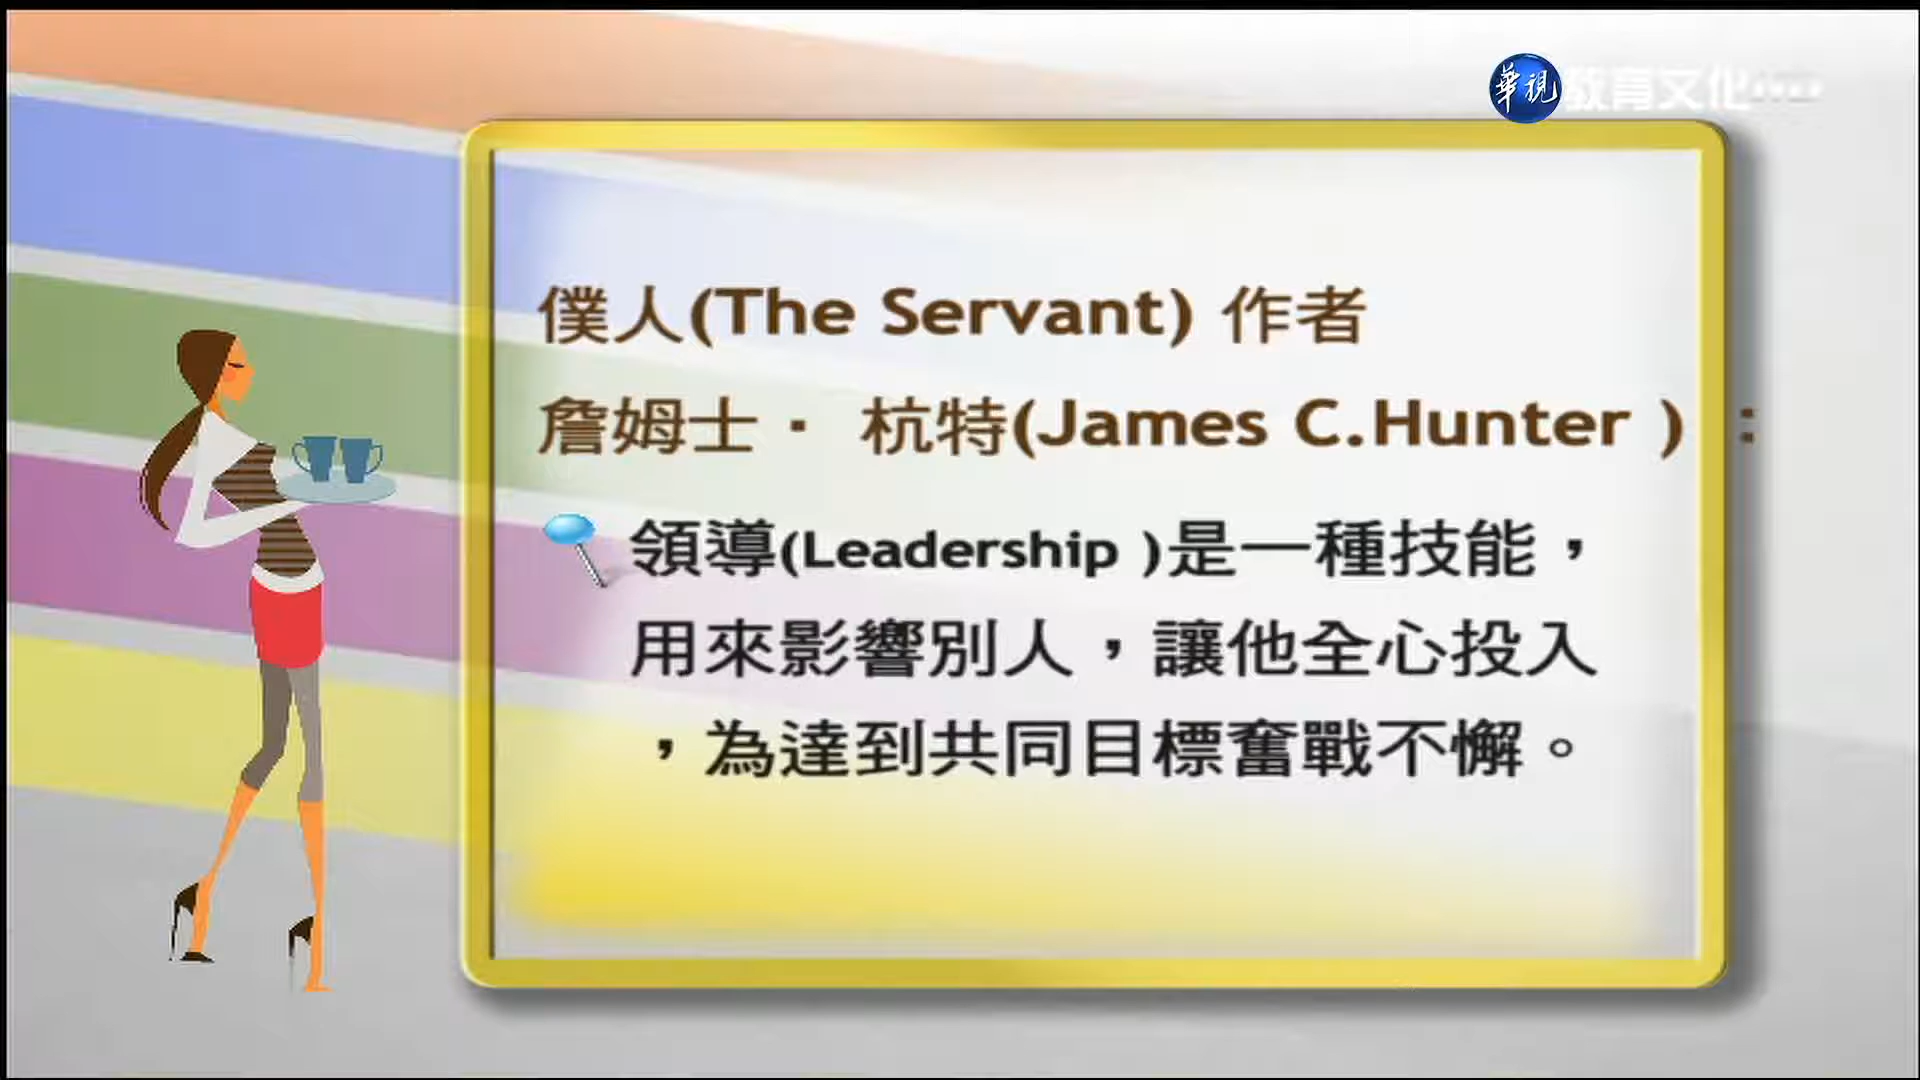 華視 教育文化
僕人(The Servant) 作者
詹姆士‧ 杭特(James C.Hunter )：
領導(Leadership )是一種技能，
用來影響別人，讓他全心投入
，為達到共同目標奮戰不懈。